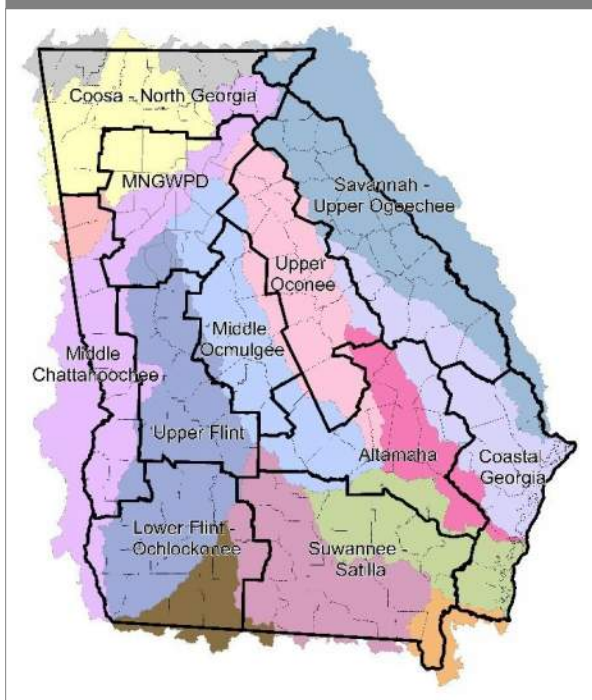 Coosa - North Georgia
MNGWPD
Savannah -
Upper Ogeechee
Upper
Oconee
Middle
Ocmulgee
Middle
Chattahoochee
Upper Flint
Altamaha
Coastal
Georgia
Lower Flint -
Ochlockonee
Suwannee -
Satilla